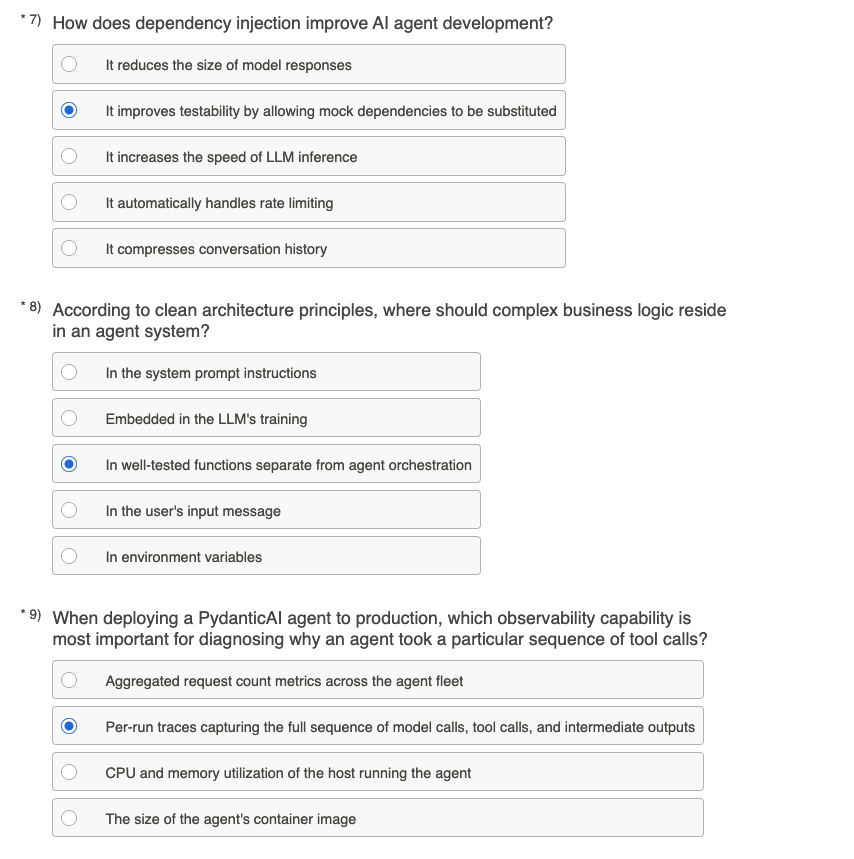 * 7) How does dependency injection improve AI agent development?
It reduces the size of model responses
It improves testability by allowing mock dependencies to be substituted
It increases the speed of LLM inference
It automatically handles rate limiting
It compresses conversation history
* 8) According to clean architecture principles, where should complex business logic reside
in an agent system?
In the system prompt instructions
Embedded in the LLM's training
In well-tested functions separate from agent orchestration
In the user's input message
In environment variables
* 9) When deploying a PydanticAI agent to production, which observability capability is
most important for diagnosing why an agent took a particular sequence of tool calls?
Aggregated request count metrics across the agent fleet
Per-run traces capturing the full sequence of model calls, tool calls, and intermediate outputs
CPU and memory utilization of the host running the agent
The size of the agent's container image